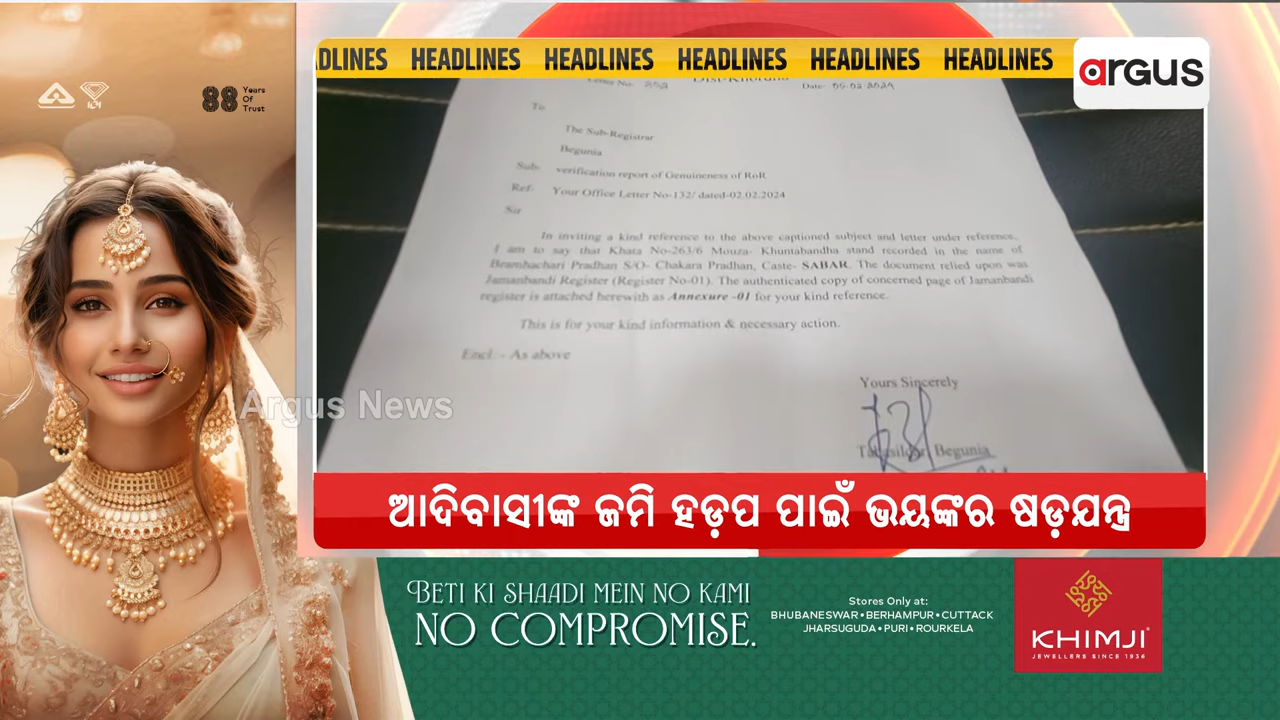 88 Years
Of
Trust
DLINES HEADLINES HEADLINES HEADLINES HEADLINES HEADLINES
argus
Letter No- Date-
To
The Sub-Registrar
Begunia
Sub- verification report of Genuineness of RoR
Ref- Your Office Letter No-132/ dated-02.02.2024
Sir
In inviting a kind reference to the above captioned subject and letter under reference,
I am to say that Khata No-263/6 Mouza- Khuntabandha stand recorded in the name of
Bramhachari Pradhan S/O- Chakara Pradhan, Caste- SABAR. The document relied upon was
Jamanbandi Register (Register No-01). The authenticated copy of concerned page of Jamanbandi
register is attached herewith as Annexure -01 for your kind reference.
This is for your kind information & necessary action.
Encl:- As above
Yours Sincerely
Begunia
Argus News
ଆଦିବାସୀଙ୍କ ଜମି ହଡ଼ପ ପାଇଁ ଭୟଙ୍କର ଷଡ଼ଯନ୍ତ୍ର
BETI KI SHAADI MEIN NO KAMI
NO COMPROMISE.
Stores Only at:
BHUBANESWAR • BERHAMPUR • CUTTACK
JHARSUGUDA • PURI • ROURKELA
KHIMJI
JEWELLERS SINCE 1936